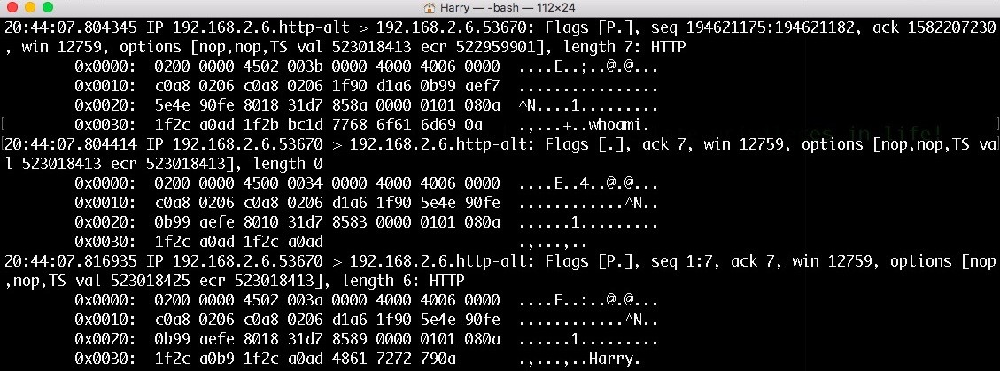 Harry — -bash — 112×24
20:44:07.804345 IP 192.168.2.6.http-alt > 192.168.2.6.53670: Flags [P.], seq 194621175:194621182, ack 1582207230
, win 12759, options [nop,nop,TS val 523018413 ecr 522959901], length 7: HTTP
0x0000: 0200 0000 4502 003b 0000 4000 4006 0000 ....E..;..@.@...
0x0010: c0a8 0206 c0a8 0206 1f90 d1a6 0b99 aef7 ................
0x0020: 5e4e 90fe 8018 31d7 858a 0000 0101 080a ^N....1.........
0x0030: 1f2c a0ad 1f2b bc1d 7768 6f61 6d69 0a .,...+..whoami.
20:44:07.804414 IP 192.168.2.6.53670 > 192.168.2.6.http-alt: Flags [.], ack 7, win 12759, options [nop,nop,TS va
l 523018413 ecr 523018413], length 0
0x0000: 0200 0000 4500 0034 0000 4000 4006 0000 ....E..4..@.@...
0x0010: c0a8 0206 c0a8 0206 d1a6 1f90 5e4e 90fe ............^N..
0x0020: 0b99 aefe 8010 31d7 8583 0000 0101 080a ......1.........
0x0030: 1f2c a0ad 1f2c a0ad .,...,..
20:44:07.816935 IP 192.168.2.6.53670 > 192.168.2.6.http-alt: Flags [P.], seq 1:7, ack 7, win 12759, options [nop
,nop,TS val 523018425 ecr 523018413], length 6: HTTP
0x0000: 0200 0000 4502 003a 0000 4000 4006 0000 ....E..:..@.@...
0x0010: c0a8 0206 c0a8 0206 d1a6 1f90 5e4e 90fe ............^N..
0x0020: 0b99 aefe 8018 31d7 8589 0000 0101 080a ......1.........
0x0030: 1f2c a0b9 1f2c a0ad 4861 7272 790a .,...,..Harry.